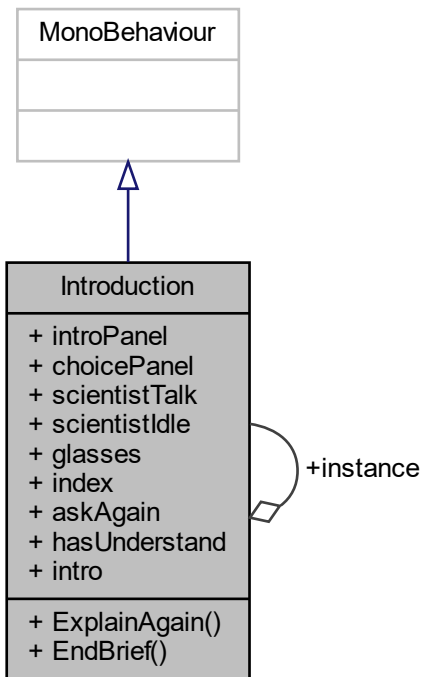 MonoBehaviour
Introduction
+ introPanel
+ choicePanel
+ scientistTalk
+ scientistIdle
+ glasses
+ index
+ askAgain
+ hasUnderstand
+ intro
+instance
+ ExplainAgain()
+ EndBrief()